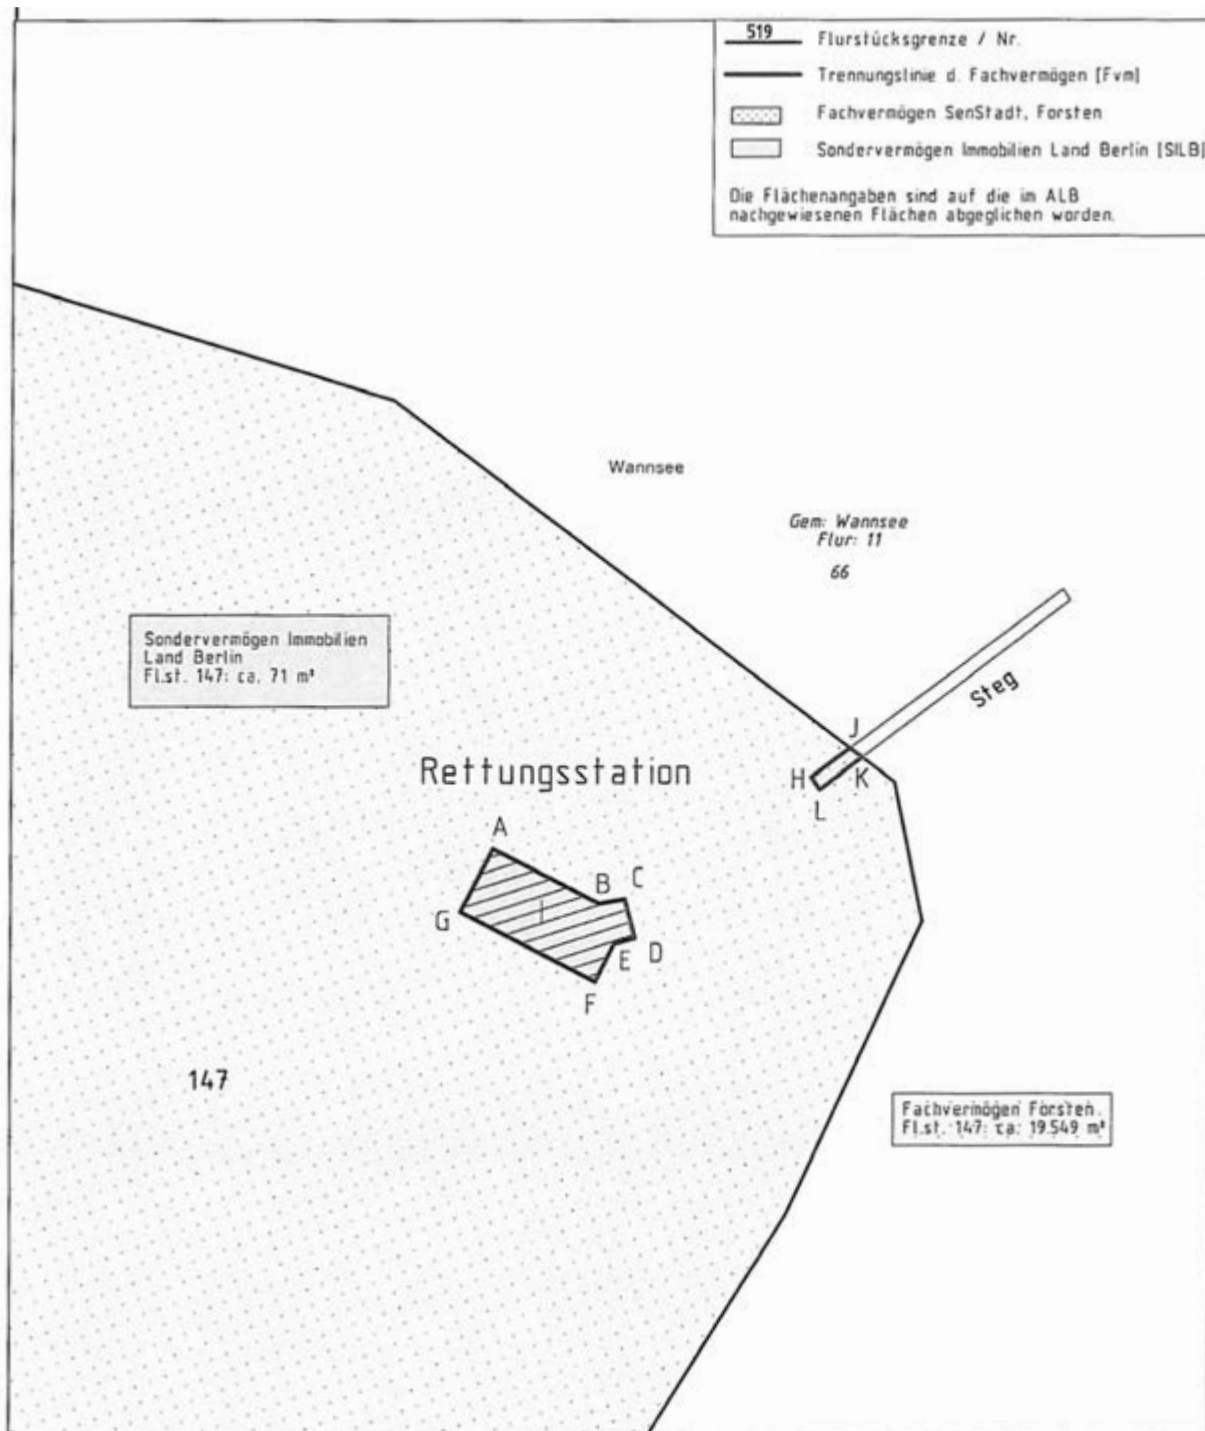 519
Flurstücksgrenze / Nr.
Trennungslinie d. Fachvermögen [Fvm]
Fachvermögen SenStadt, Forsten
Sondervermögen Immobilien Land Berlin [SILB]
Die Flächenangaben sind auf die im ALB
nachgewiesenen Flächen abgeglichen worden.
Wannsee
Gem: Wannsee
Flur: 11
66
Sondervermögen Immobilien
Land Berlin
Fl.st. 147: ca. 71 m²
Steg
J
Rettungsstation
H
K
L
A
B
C
I
G
E
D
F
147
Fachvermögen Forsten.
Fl.st. 147: ca: 19.549 m²